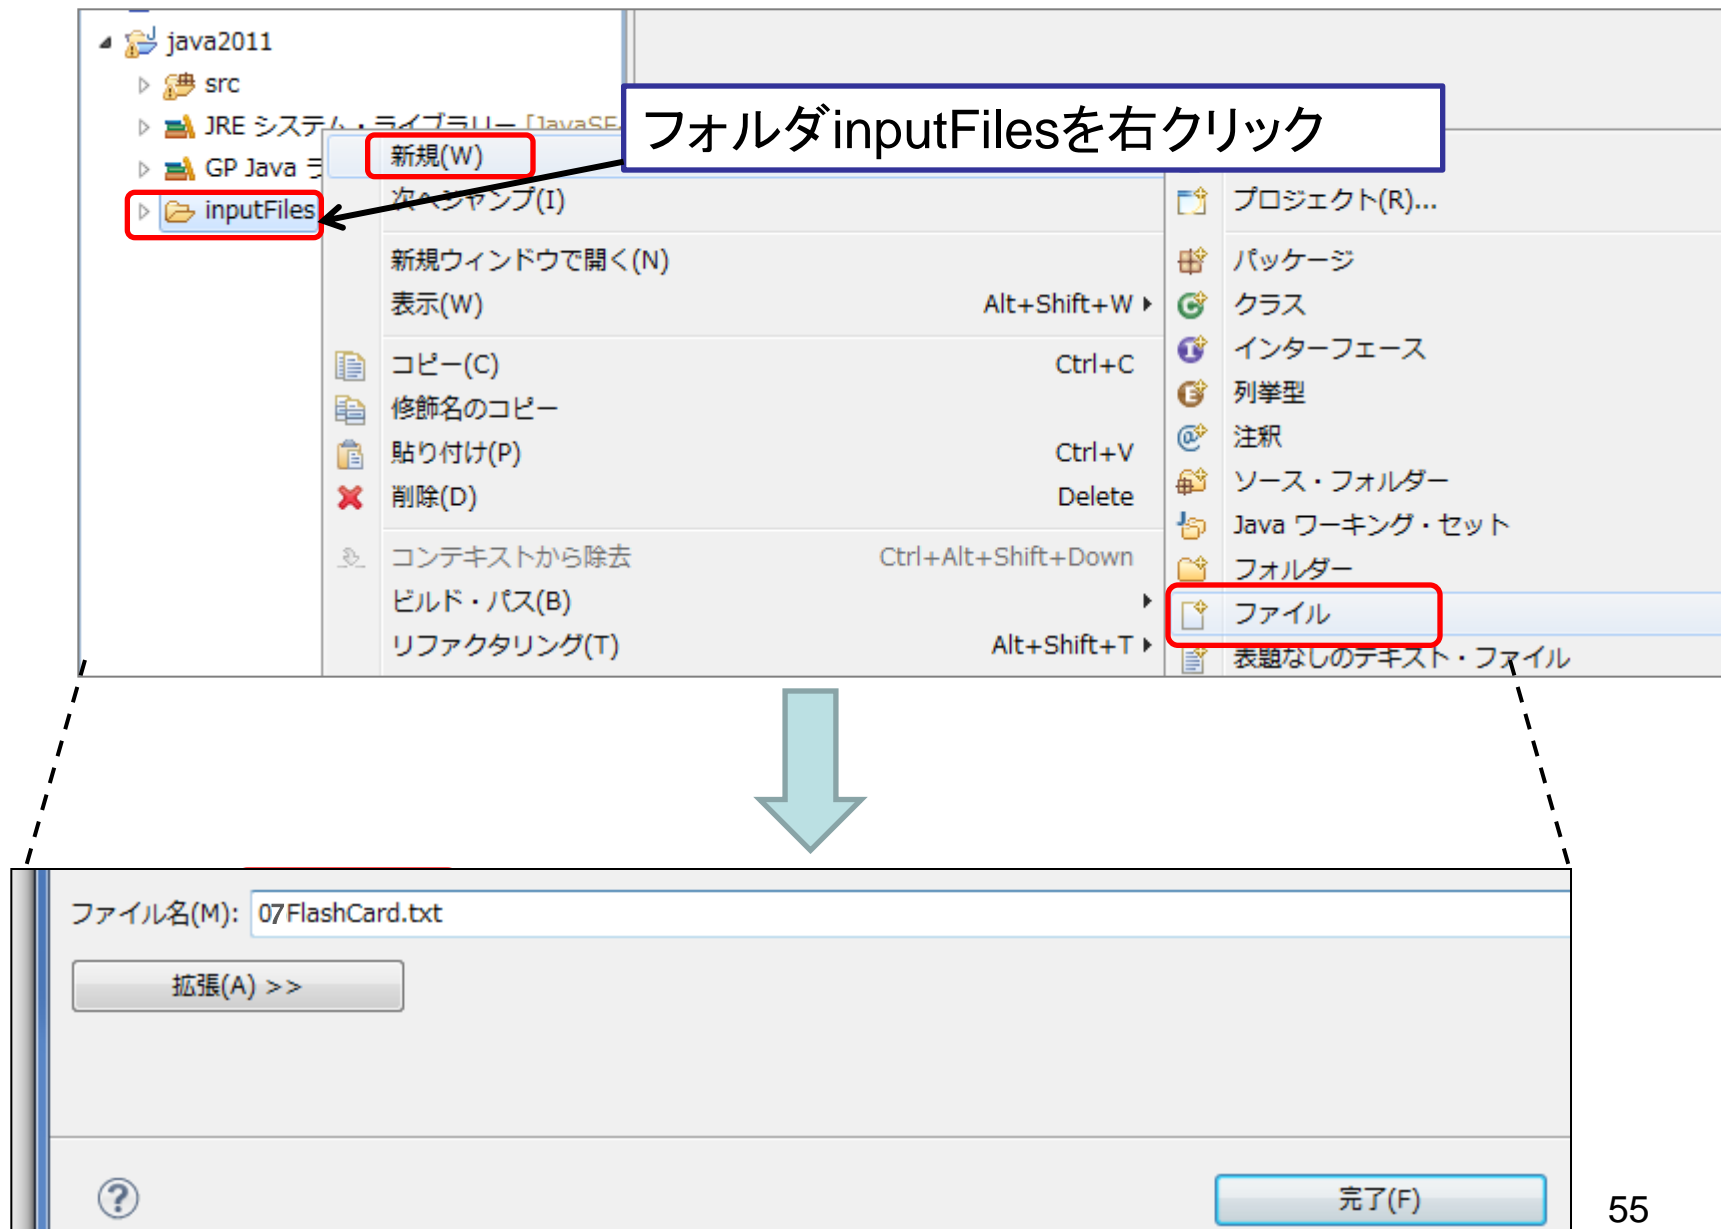 java2011
src
JRE システム・ライブラリー [JavaSE
GP Java ラ
inputFiles
フォルダinputFilesを右クリック
新規(W)
次へジャンプ(I)
新規ウィンドウで開く(N)
表示(W) Alt+Shift+W
コピー(C) Ctrl+C
修飾名のコピー
貼り付け(P) Ctrl+V
削除(D) Delete
コンテキストから除去 Ctrl+Alt+Shift+Down
ビルド・パス(B)
リファクタリング(T) Alt+Shift+T
プロジェクト(R)...
パッケージ
クラス
インターフェース
列挙型
注釈
ソース・フォルダー
Java ワーキング・セット
フォルダー
ファイル
表題なしのテキスト・ファイル
ファイル名(M): 07FlashCard.txt
拡張(A) >>
完了(F)
55